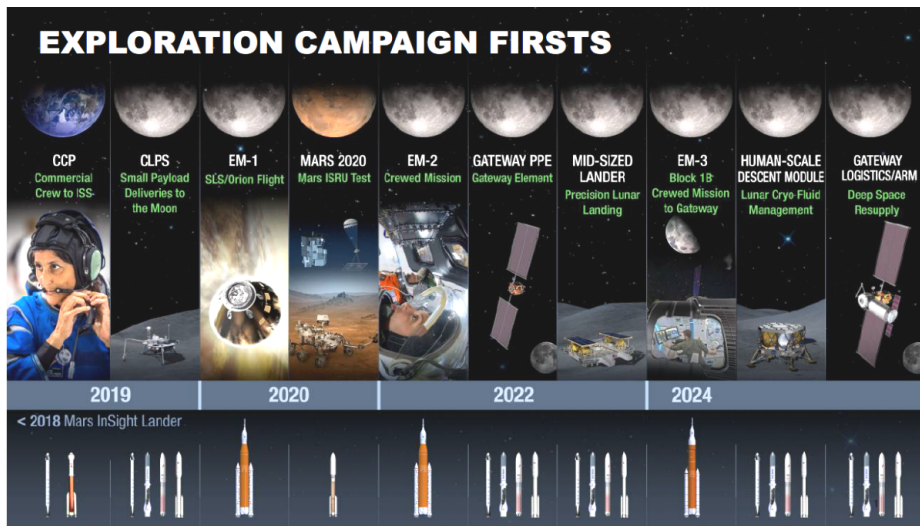 EXPLORATION CAMPAIGN FIRSTS
CCP
Commercial
Crew to ISS
CLPS
Small Payload
Deliveries to
the Moon
EM-1
SLS/Orion Flight
MARS 2020
Mars ISRU Test
EM-2
Crewed Mission
GATEWAY PPE
Gateway Element
MID-SIZED
LANDER
Precision Lunar
Landing
EM-3
Block 1B
Crewed Mission
to Gateway
HUMAN-SCALE
DESCENT MODULE
Lunar Cryo-Fluid
Management
GATEWAY
LOGISTICS/ARM
Deep Space
Resupply
2019
2020
2022
2024
< 2018 Mars InSight Lander